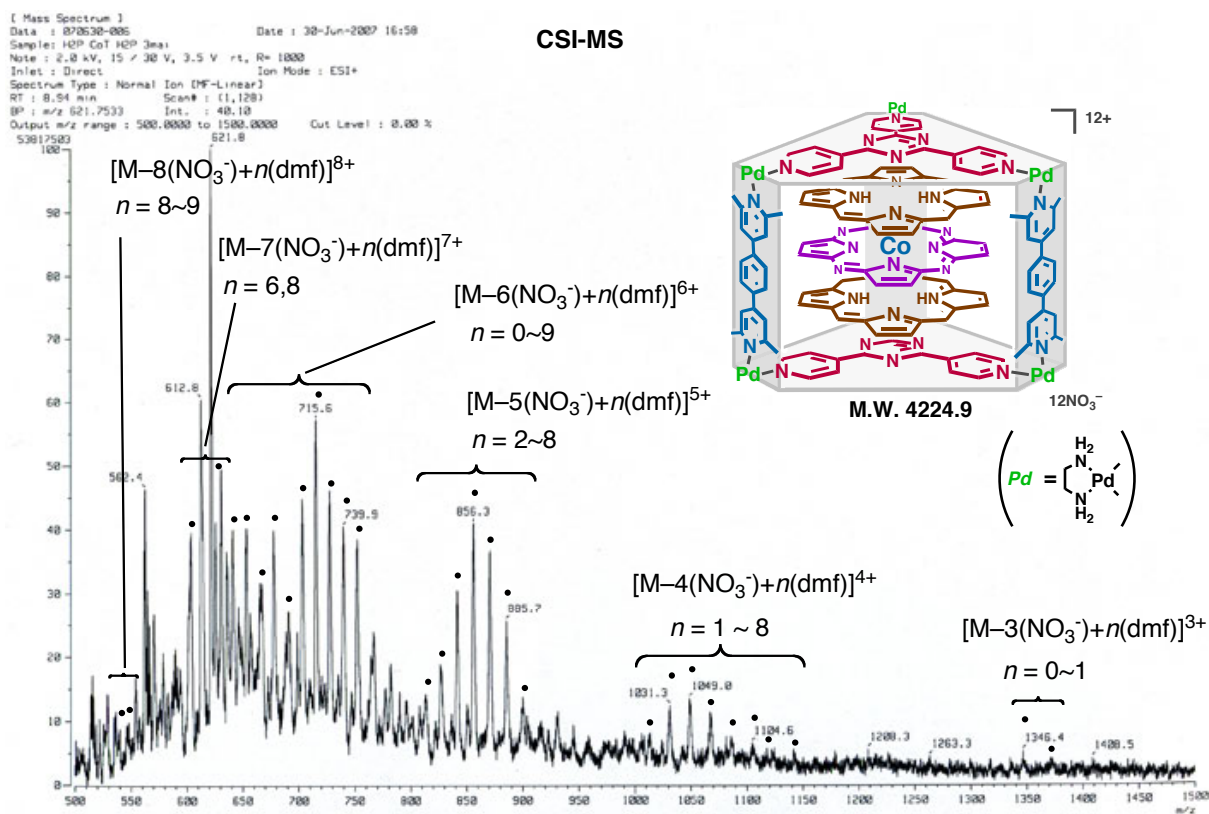 [ Mass Spectrum ]
Data : 070630-006 Date : 30-Jun-2007 16:58
Sample: H2P CoT H2P 3mai
Note : 2.0 kV, 15 / 30 V, 3.5 V rt, R= 1000
Inlet : Direct Ion Mode : ESI+
Spectrum Type : Normal Ion [MF-Linear]
RT : 8.94 min Scan# : (1,128)
BP : m/z 621.7533 Int. : 40.10
Output m/z range : 500.0000 to 1500.0000 Cut Level : 0.00 %
53817503
CSI-MS
621.8
[M–8(NO3-)+n(dmf)]8+
n = 8~9
[M–7(NO3-)+n(dmf)]7+
n = 6,8
[M–6(NO3-)+n(dmf)]6+
n = 0~9
[M–5(NO3-)+n(dmf)]5+
n = 2~8
[M–4(NO3-)+n(dmf)]4+
n = 1 ~ 8
[M–3(NO3-)+n(dmf)]3+
n = 0~1
562.4
612.8
715.6
739.9
856.3
885.7
1031.3
1049.0
1104.6
1208.3
1263.3
1346.4
1408.5
100
90
80
70
60
50
40
30
20
10
0
500 550 600 650 700 750 800 850 900 950 1000 1050 1100 1150 1200 1250 1300 1350 1400 1450 1500
m/z
12+
Pd
N
Pd N N Pd
N N
NH N HN
N N
N Co N
N N N
NH N HN
N N
Pd N N Pd
12NO3–
M.W. 4224.9
H2
N
Pd = Pd
N
H2